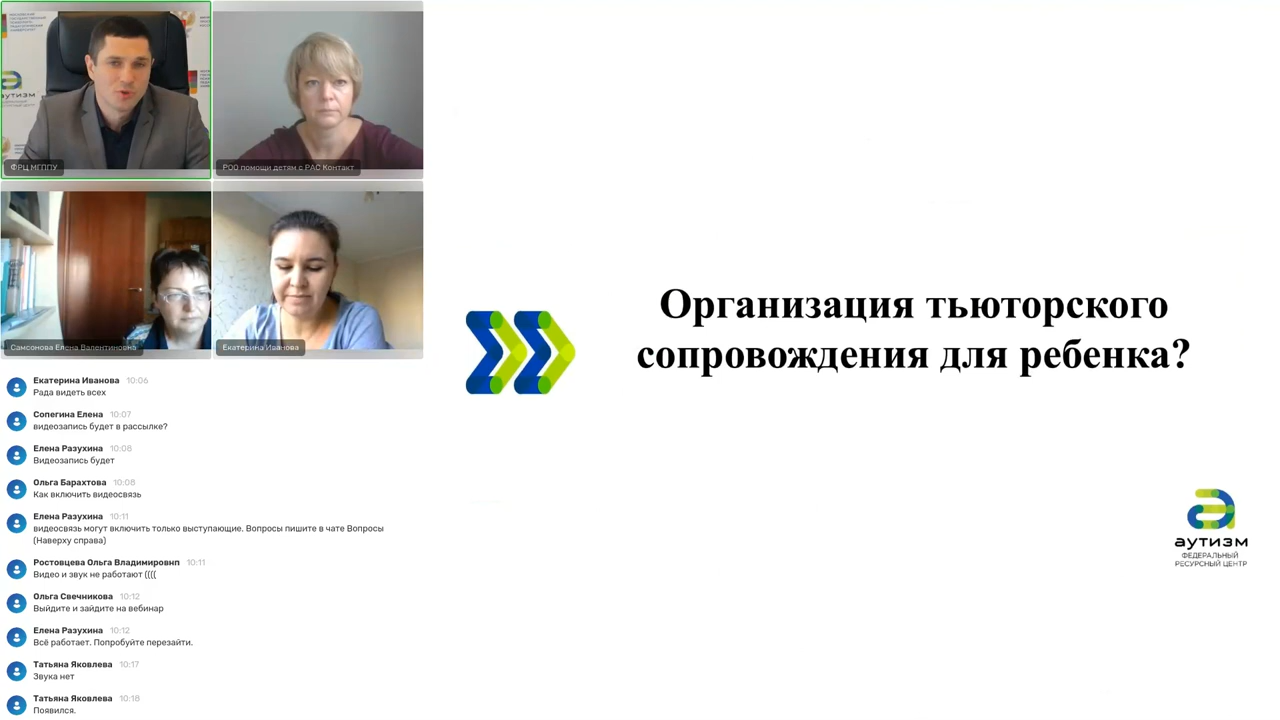 МОСКОВСКИЙ
ГОСУДАРСТВЕННЫЙ
УНИВЕРСИТЕТ
аутизм
ФРЦ МГППУ
РОО помощи детям с РАС Контакт
Самсонова Елена Валентиновна
Екатерина Иванова
Екатерина Иванова 10:06
Рада видеть всех
Сопегина Елена 10:07
видеозапись будет в рассылке?
Елена Разухина 10:08
Видеозапись будет
Ольга Барахтова 10:08
Как включить видеосвязь
Елена Разухина 10:11
видеосвязь могут включить только выступающие. Вопросы пишите в чате Вопросы
(Наверху справа)
Ростовцева Ольга Владимировнп 10:11
Видео и звук не работают ((((
Ольга Свечникова 10:12
Выйдите и зайдите на вебинар
Елена Разухина 10:12
Всё работает. Попробуйте перезайти.
Татьяна Яковлева 10:17
Звука нет
Татьяна Яковлева 10:18
Появился.
Организация тьюторского
сопровождения для ребенка?
аутизм
ФЕДЕРАЛЬНЫЙ
РЕСУРСНЫЙ ЦЕНТР